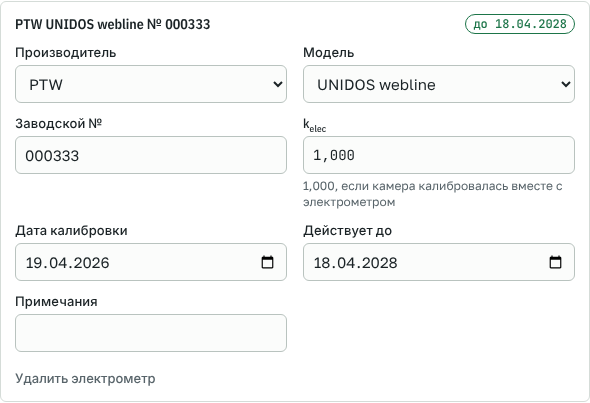 PTW UNIDOS webline № 000333
до 18.04.2028
Производитель
Модель
PTW
UNIDOS webline
Заводской №
kelec
000333
1,000
1,000, если камера калибровалась вместе с
электрометром
Дата калибровки
Действует до
19.04.2026
18.04.2028
Примечания
Удалить электрометр